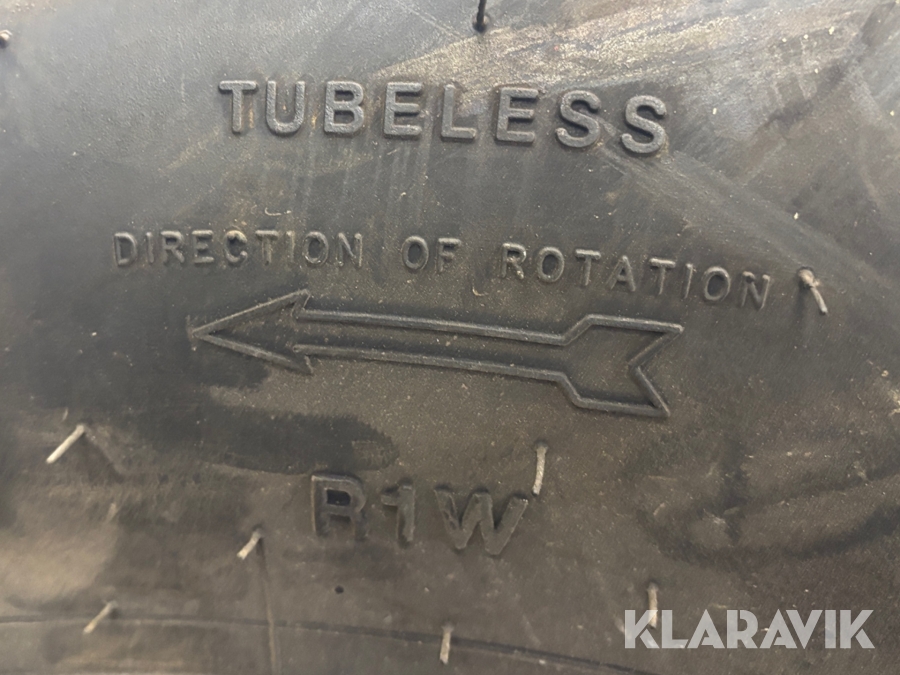 TUBELESS
DIRECTION OF ROTATION
R1W
KLARAVIK